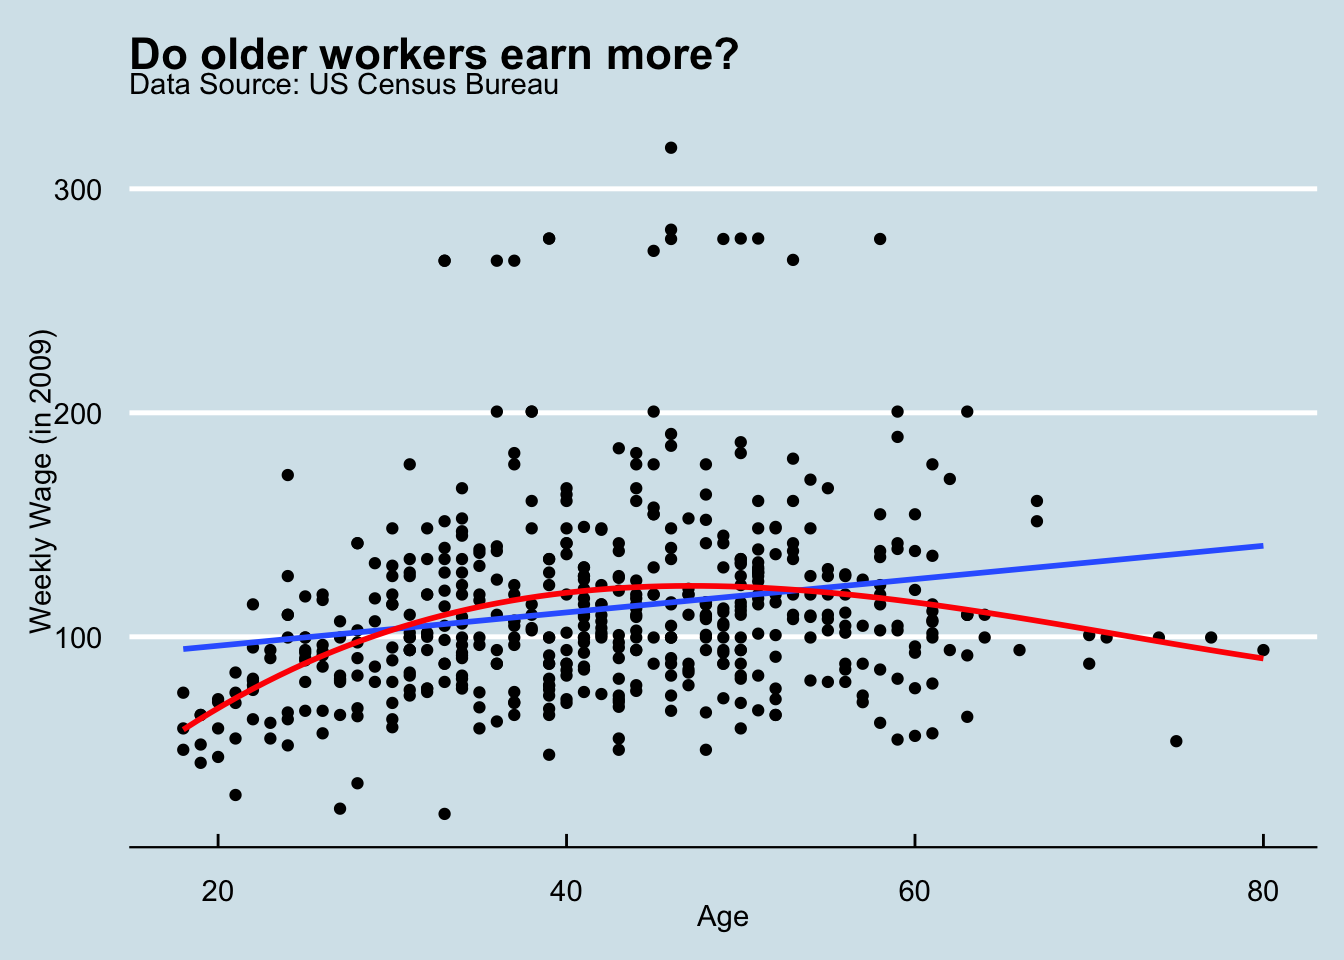 Do older workers earn more?
Data Source: US Census Bureau
Weekly Wage (in 2009)
300
200
100
20 40 60 80
Age